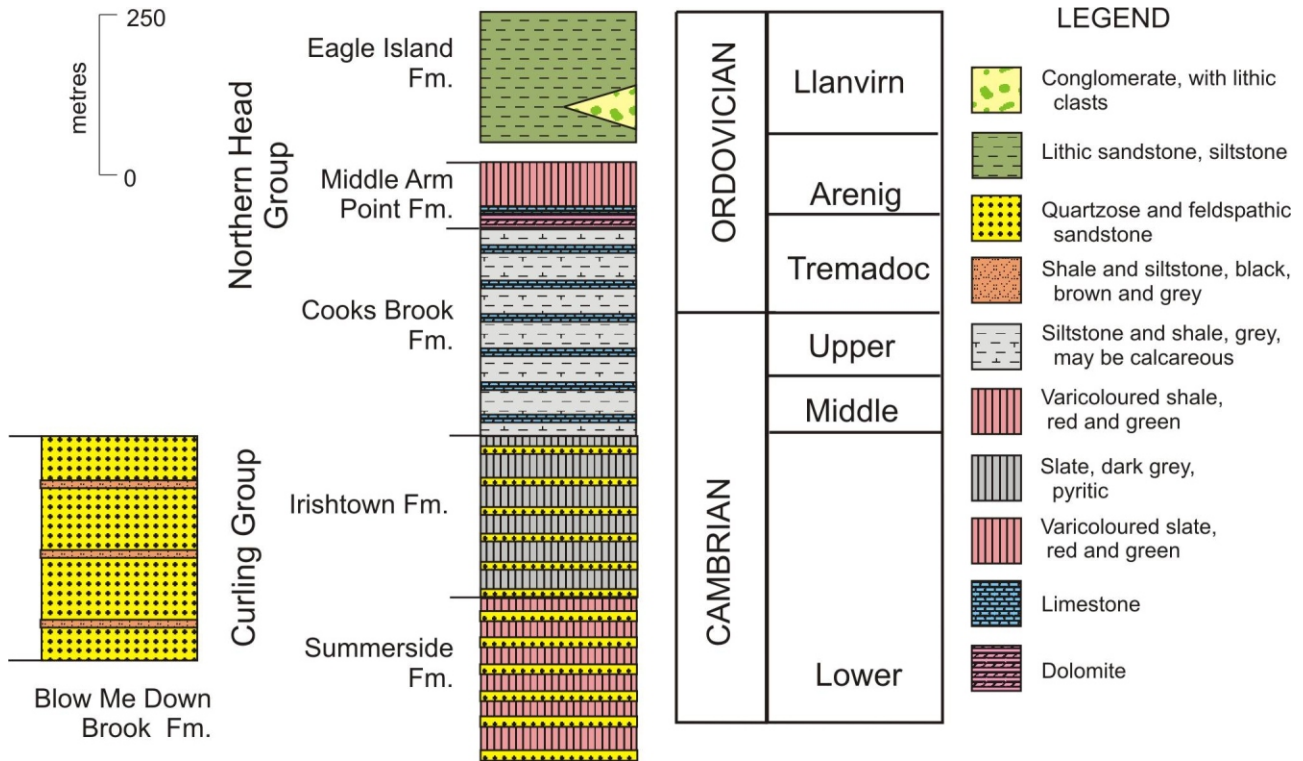 250
metres
0
Northern Head
Group
Curling Group
Eagle Island
Fm.
Middle Arm
Point Fm.
Cooks Brook
Fm.
Irishtown Fm.
Summerside
Fm.
Blow Me Down
Brook Fm.
ORDOVICIAN
Llanvirn
Arenig
Tremadoc
CAMBRIAN
Upper
Middle
Lower
LEGEND
Conglomerate, with lithic
clasts
Lithic sandstone, siltstone
Quartzose and feldspathic
sandstone
Shale and siltstone, black,
brown and grey
Siltstone and shale, grey,
may be calcareous
Varicoloured shale,
red and green
Slate, dark grey,
pyritic
Varicoloured slate,
red and green
Limestone
Dolomite